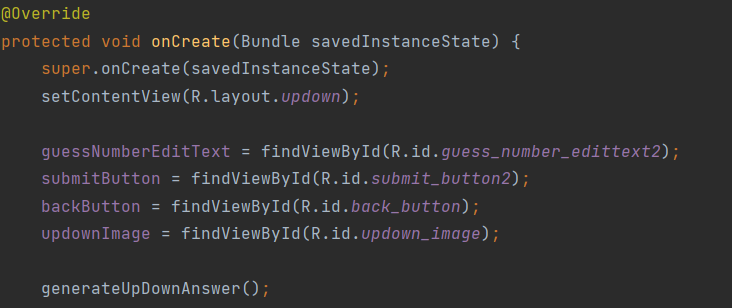 @Override
protected void onCreate(Bundle savedInstanceState) {
super.onCreate(savedInstanceState);
setContentView(R.layout.updown);
guessNumberEditText = findViewById(R.id.guess_number_edittext2);
submitButton = findViewById(R.id.submit_button2);
backButton = findViewById(R.id.back_button);
updownImage = findViewById(R.id.updown_image);
generateUpDownAnswer();